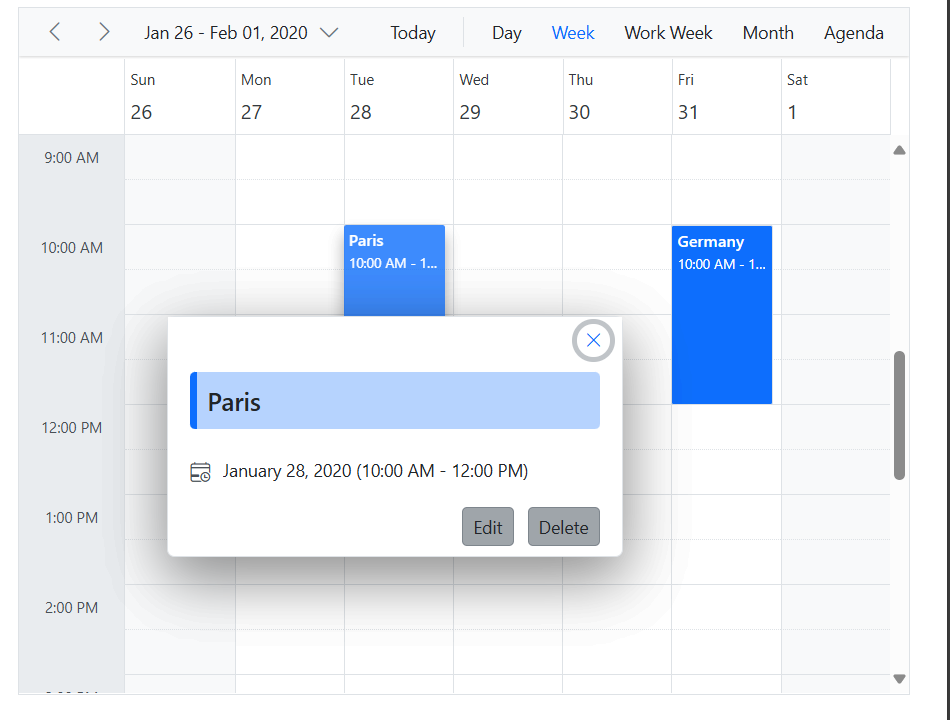 Jan 26 - Feb 01, 2020 Today Day Week Work Week Month Agenda
Sun Mon Tue Wed Thu Fri Sat
26 27 28 29 30 31 1
9:00 AM
10:00 AM
Paris
10:00 AM - 1...
Germany
10:00 AM - 1...
11:00 AM
12:00 PM
1:00 PM
2:00 PM
Paris
January 28, 2020 (10:00 AM - 12:00 PM)
Edit Delete